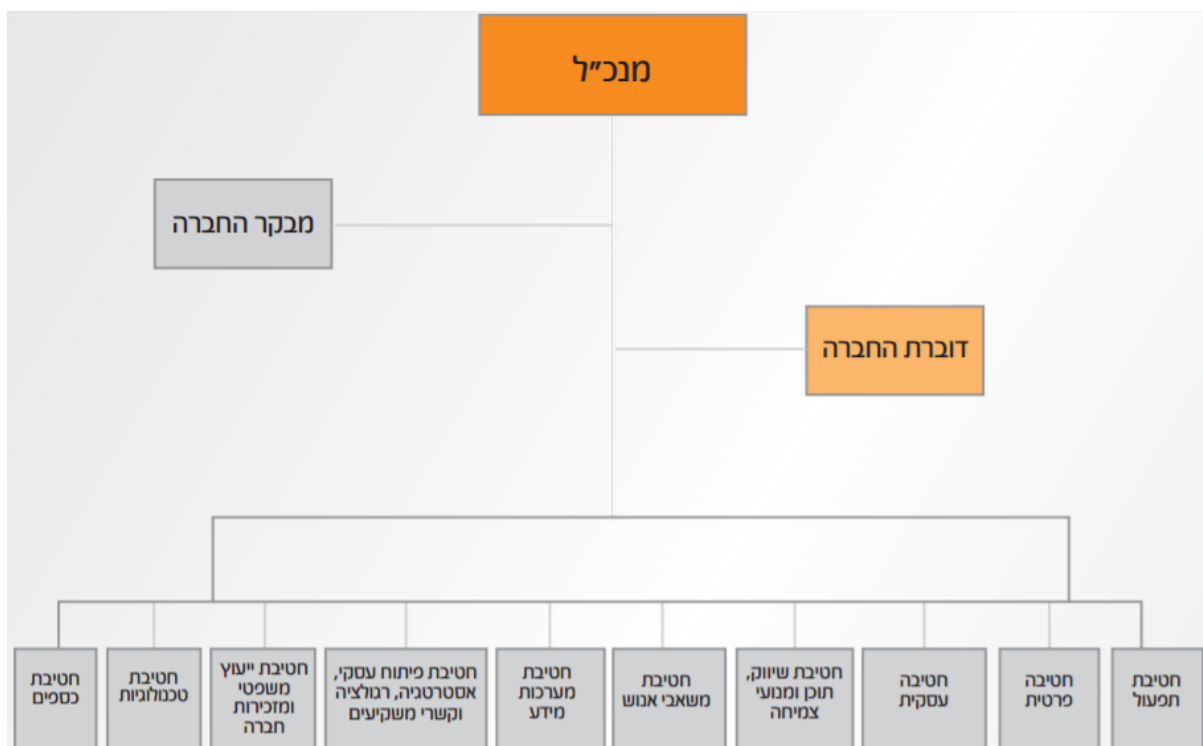 מנכ״ל
מבקר החברה
דוברת החברה
חטיבת
תפעול
חטיבה
פרטית
חטיבה
עסקית
חטיבת שיווק,
תוכן ומנועי
צמיחה
חטיבת
משאבי אנוש
חטיבת
מערכות
מידע
חטיבת פיתוח עסקי,
אסטרטגיה, רגולציה
וקשרי משקיעים
חטיבת ייעוץ
משפטי
ומזכירות
חברה
חטיבת
טכנולוגיות
חטיבת
כספים